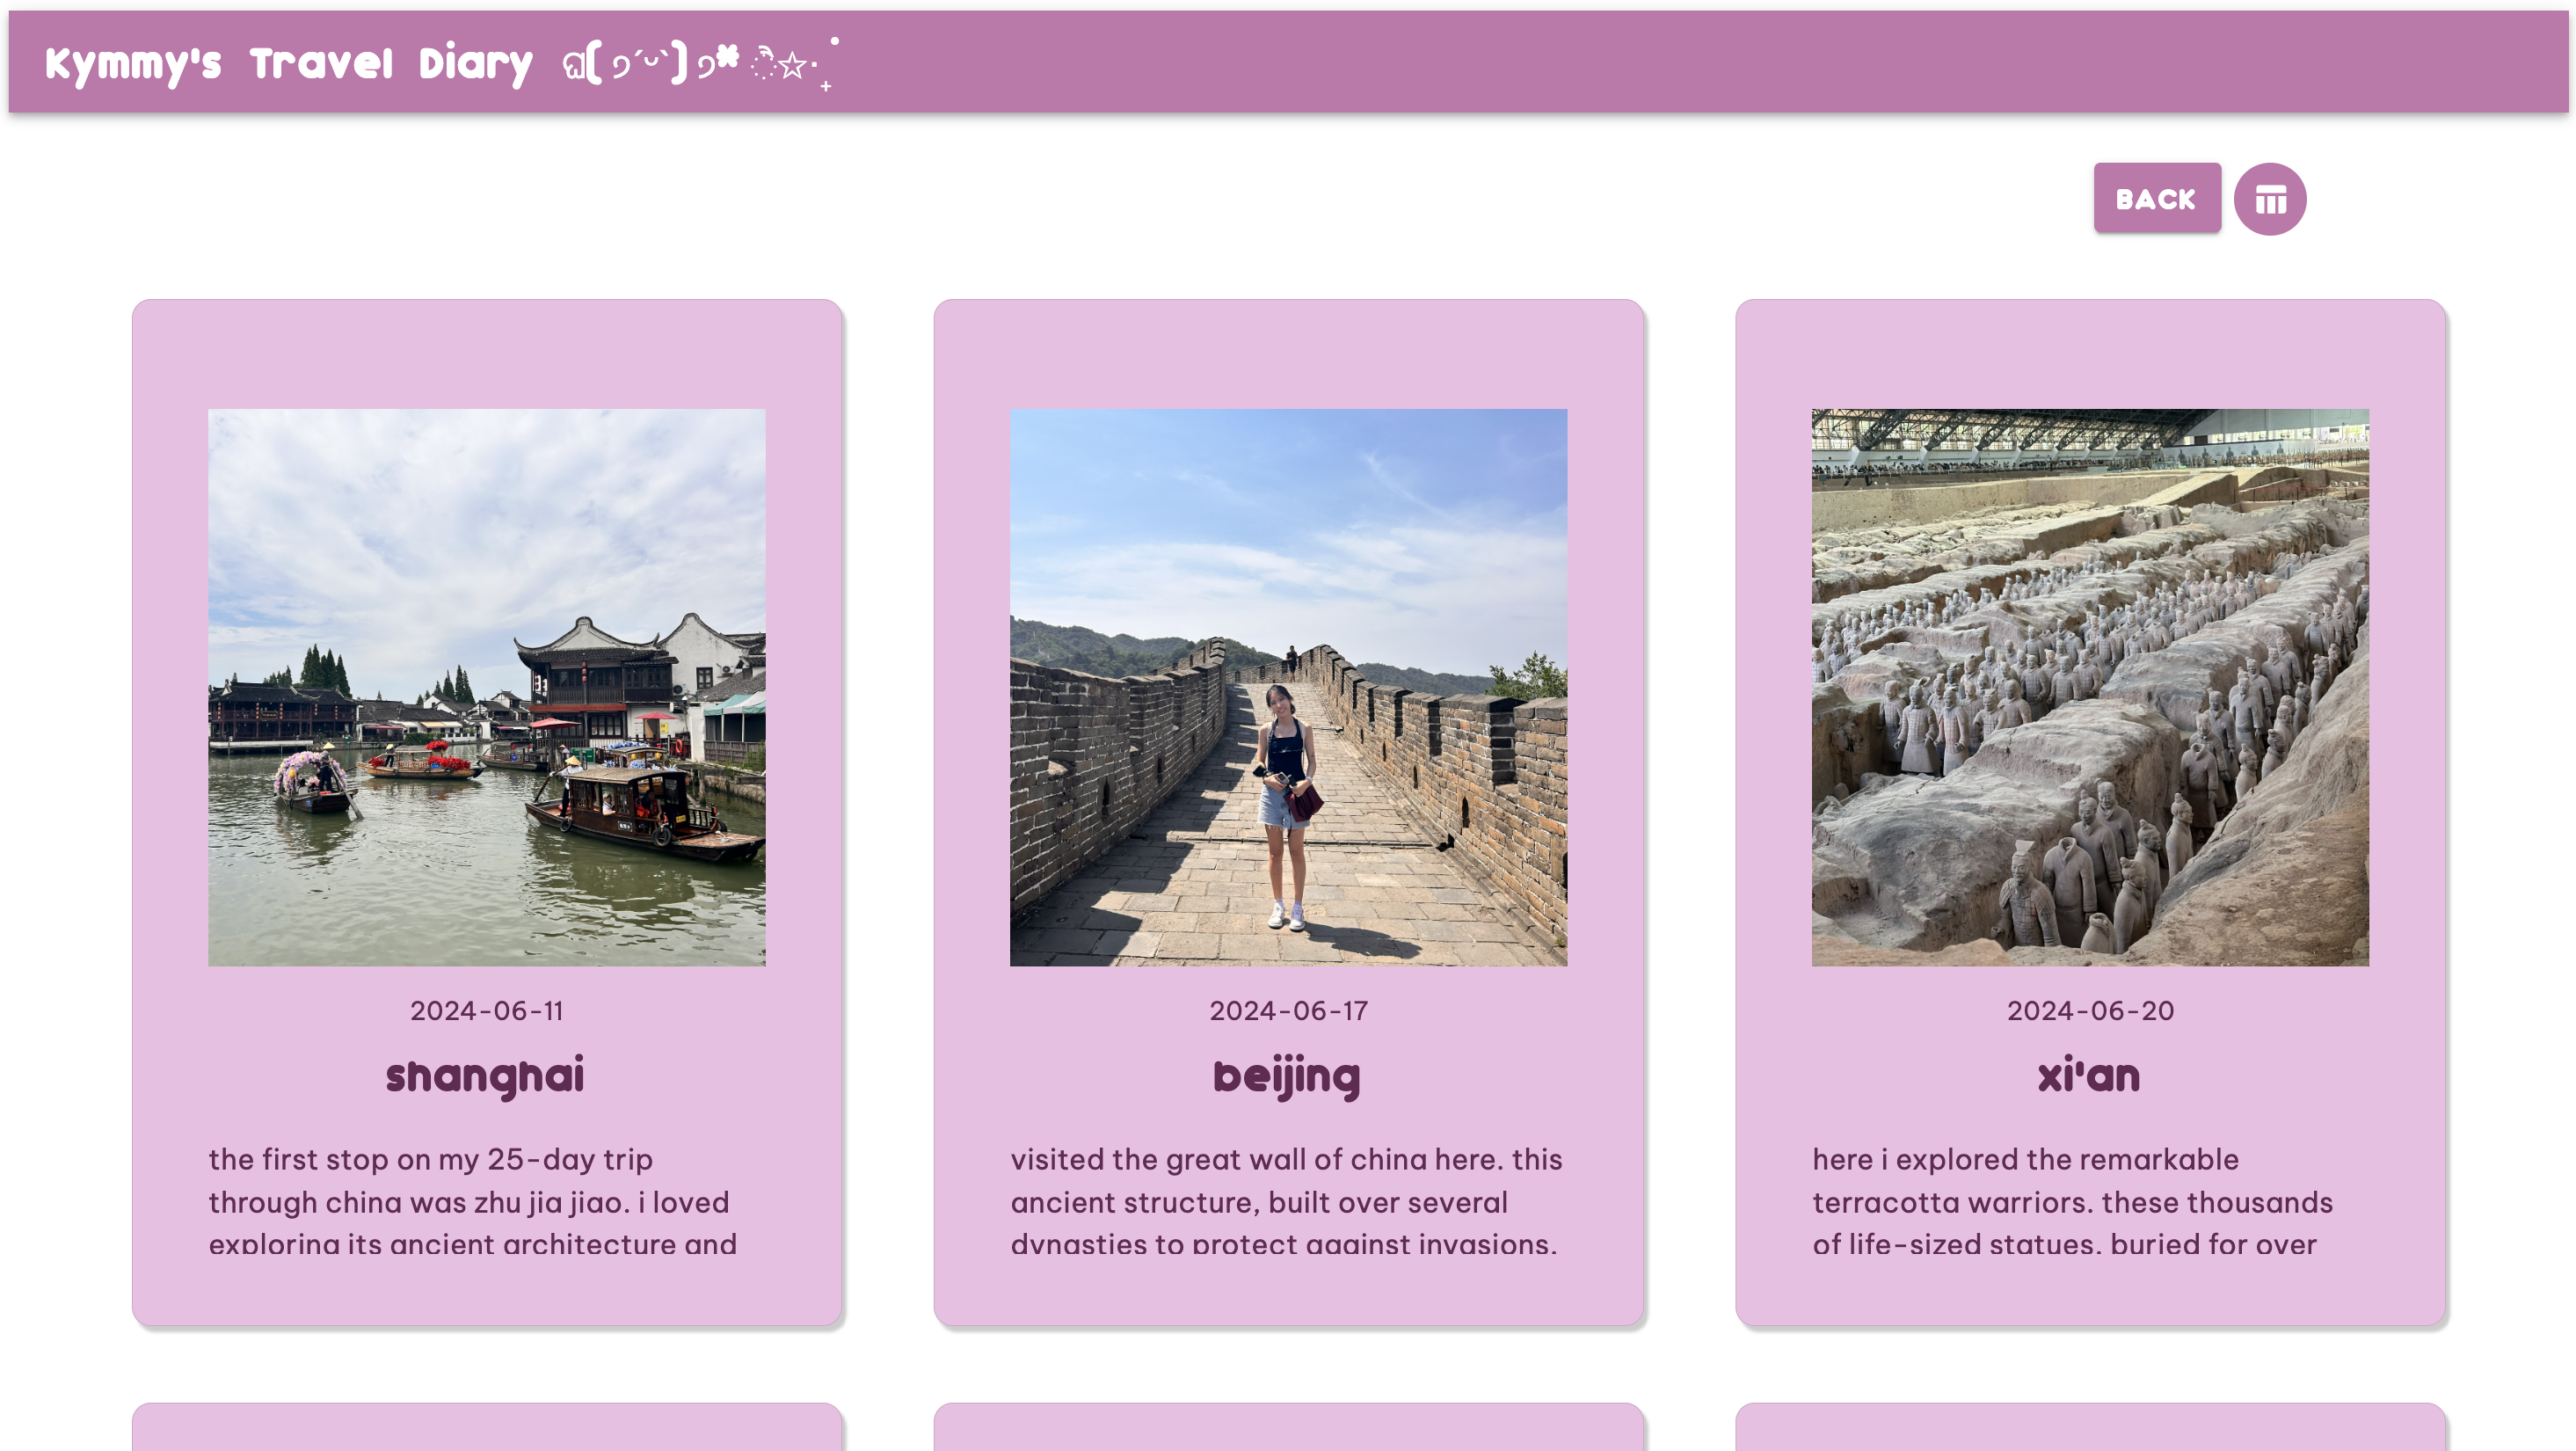 Kymmy's Travel Diary ଘ(੭ˊᵕˋ)੭* ੈ☆‧₊˚
BACK
2024-06-11
shanghai
the first stop on my 25-day trip
through china was zhu jia jiao. i loved
exploring its ancient architecture and
2024-06-17
beijing
visited the great wall of china here. this
ancient structure, built over several
dynasties to protect against invasions,
2024-06-20
xi'an
here i explored the remarkable
terracotta warriors. these thousands
of life-sized statues, buried for over